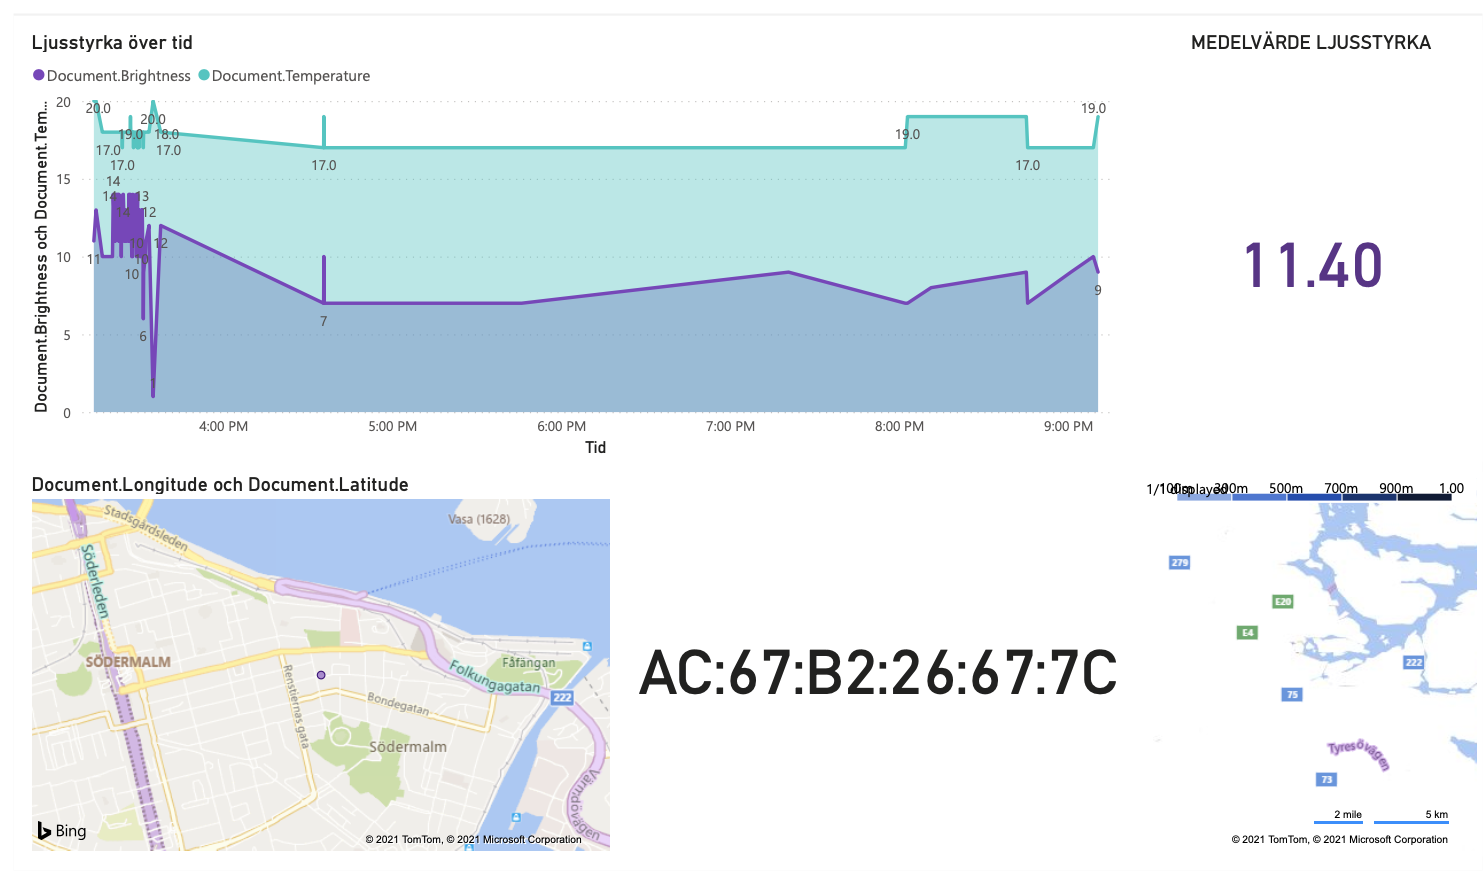 Ljusstyrka över tid
MEDELVÄRDE LJUSSTYRKA
Document.Brightness Document.Temperature
Document.Brightness och Document.Tem...
20
15
10
5
0
20.0
20.0
19.0
18.0
17.0
17.0
17.0
17.0
19.0
17.0
19.0
14
14
13
14
12
10
12
11
10
10
6
7
9
4:00 PM 5:00 PM 6:00 PM 7:00 PM 8:00 PM 9:00 PM
Tid
11.40
Document.Longitude och Document.Latitude
Stadsgårdsleden
Vasa (1628)
Söderleden
SÖDERMALM
Renstiernas gata
Bondegatan
Folkungagatan
Fåfängan
222
Södermalm
Värmdövägen
Bing
© 2021 TomTom, © 2021 Microsoft Corporation
AC:67:B2:26:67:7C
1/1 displayed
100m 300m 500m 700m 900m 1.00
279
E20
E4
222
75
Tyresövägen
73
2 mile 5 km
© 2021 TomTom, © 2021 Microsoft Corporation